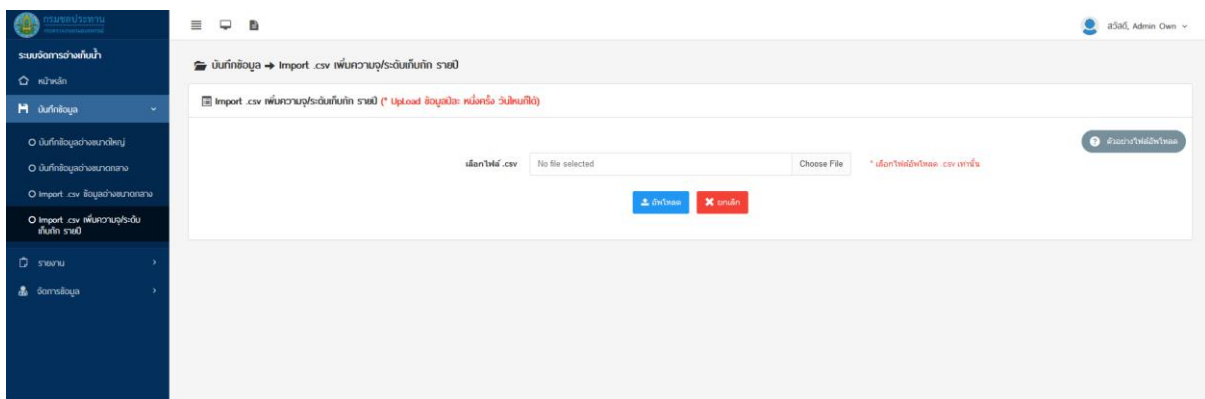 กรมชลประทาน
สวัสดี, Admin Own
ระบบจัดการอ่างเก็บน้ำ
หน้าหลัก
บันทึกข้อมูล
บันทึกข้อมูลอ่างขนาดใหญ่
บันทึกข้อมูลอ่างขนาดกลาง
Import .csv ข้อมูลอ่างขนาดกลาง
Import .csv เพิ่มความจุ/ระดับ
เก็บกัก รายปี
รายงาน
จัดการข้อมูล
บันทึกข้อมูล → Import .csv เพิ่มความจุ/ระดับเก็บกัก รายปี
Import .csv เพิ่มความจุ/ระดับเก็บกัก รายปี (* UpLoad ข้อมูลปีละ หนึ่งครั้ง วันไหนก็ได้)
ตัวอย่างไฟล์อัพโหลด
เลือกไฟล์ .csv No file selected Choose File * เลือกไฟล์อัพโหลด .csv เท่านั้น
อัพโหลด ยกเลิก